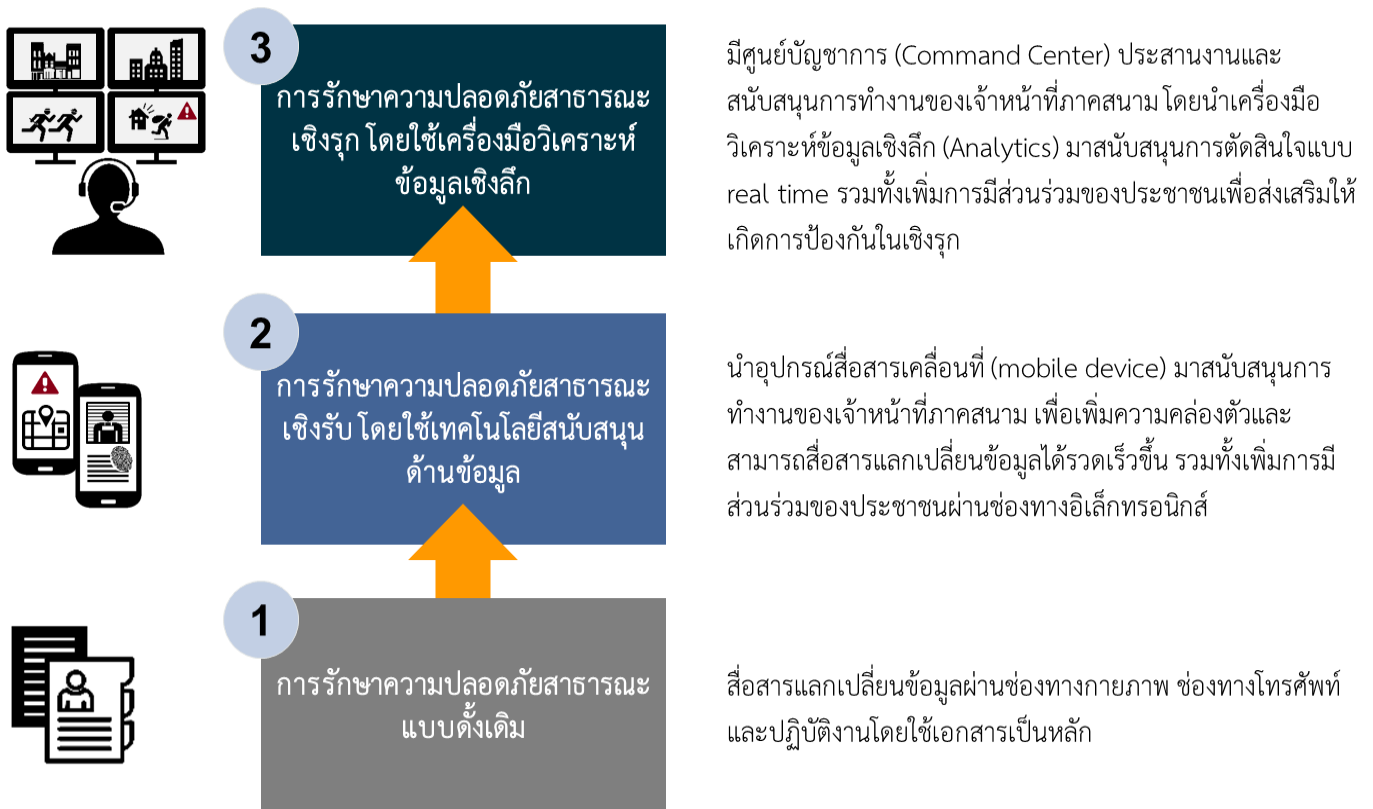 3
การรักษาความปลอดภัยสาธารณะ
เชิงรุก โดยใช้เครื่องมือวิเคราะห์
ข้อมูลเชิงลึก
มีศูนย์บัญชาการ (Command Center) ประสานงานและ
สนับสนุนการทำงานของเจ้าหน้าที่ภาคสนาม โดยนำเครื่องมือ
วิเคราะห์ข้อมูลเชิงลึก (Analytics) มาสนับสนุนการตัดสินใจแบบ
real time รวมทั้งเพิ่มการมีส่วนร่วมของประชาชนเพื่อส่งเสริมให้
เกิดการป้องกันในเชิงรุก
2
การรักษาความปลอดภัยสาธารณะ
เชิงรับ โดยใช้เทคโนโลยีสนับสนุน
ด้านข้อมูล
นำอุปกรณ์สื่อสารเคลื่อนที่ (mobile device) มาสนับสนุนการ
ทำงานของเจ้าหน้าที่ภาคสนาม เพื่อเพิ่มความคล่องตัวและ
สามารถสื่อสารแลกเปลี่ยนข้อมูลได้รวดเร็วขึ้น รวมทั้งเพิ่มการมี
ส่วนร่วมของประชาชนผ่านช่องทางอิเล็กทรอนิกส์
1
การรักษาความปลอดภัยสาธารณะ
แบบดั้งเดิม
สื่อสารแลกเปลี่ยนข้อมูลผ่านช่องทางกายภาพ ช่องทางโทรศัพท์
และปฏิบัติงานโดยใช้เอกสารเป็นหลัก